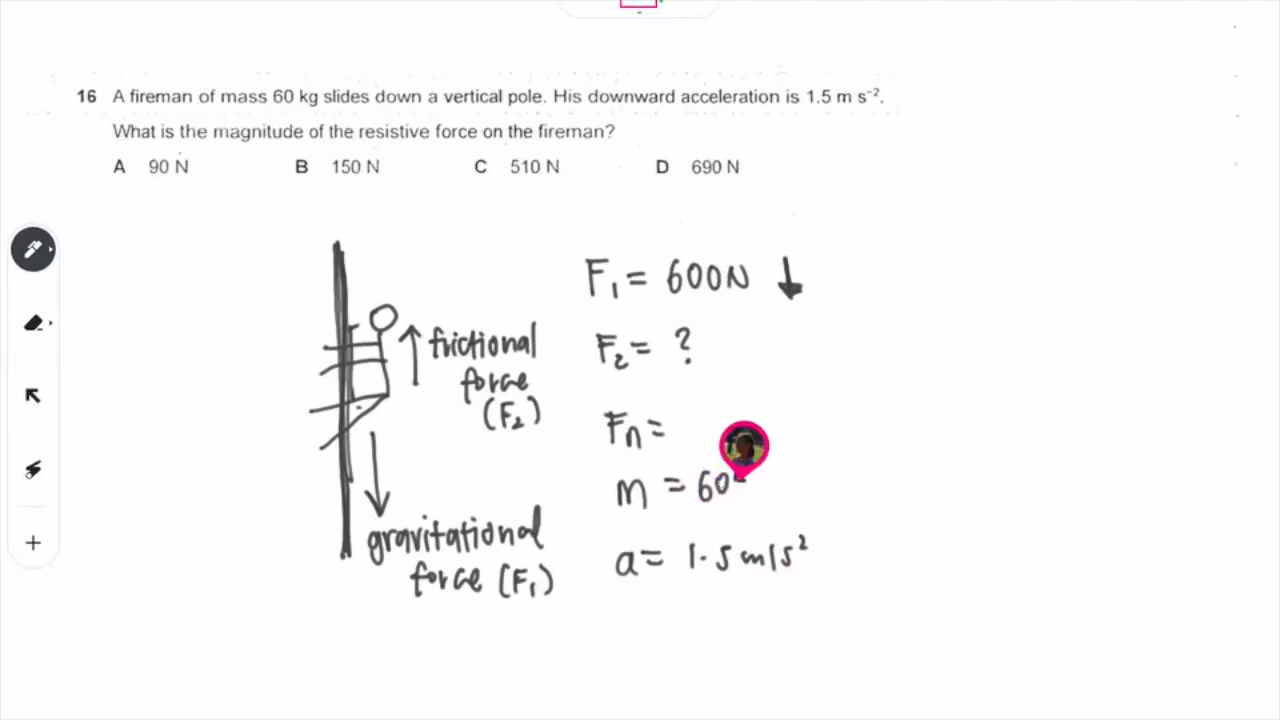 16 A fireman of mass 60 kg slides down a vertical pole. His downward acceleration is 1.5 m s⁻².
What is the magnitude of the resistive force on the fireman?
A 90 N B 150 N C 510 N D 690 N
F₁ = 600N ↓
frictional
force
(F₂)
F₂ = ?
Fn =
m = 60
gravitational
force (F₁)
a = 1.5 m/s²